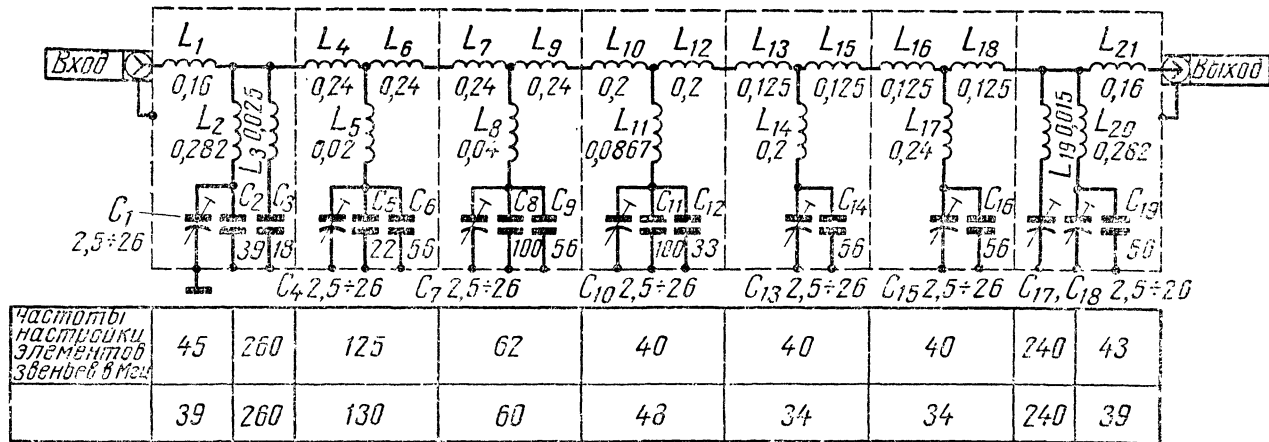 L1 L4 L6 L7 L9 L10 L12 L13 L15 L16 L18 L21
Вход Выход
0,16 0,24 0,24 0,24 0,24 0,2 0,2 0,125 0,125 0,125 0,125 0,16
L2 L3 0,025 L5 L8 L11 L14 L17 L19 0,015 L20
0,282 0,02 0,04 0,0867 0,2 0,24 0,262
C1 C2 C3 C5 C6 C8 C9 C11 C12 C14 C16 C19
2,5÷26 39 18 22 56 100 56 100 33 56 56 56
C4 2,5÷26 C7 2,5÷26 C10 2,5÷26 C13 2,5÷26 C15 2,5÷26 C17, C18 2,5÷20
Частоты
настройки
элементов
звеньев в МГц
45 260 125 62 40 40 40 240 43
39 260 130 60 48 34 34 240 39